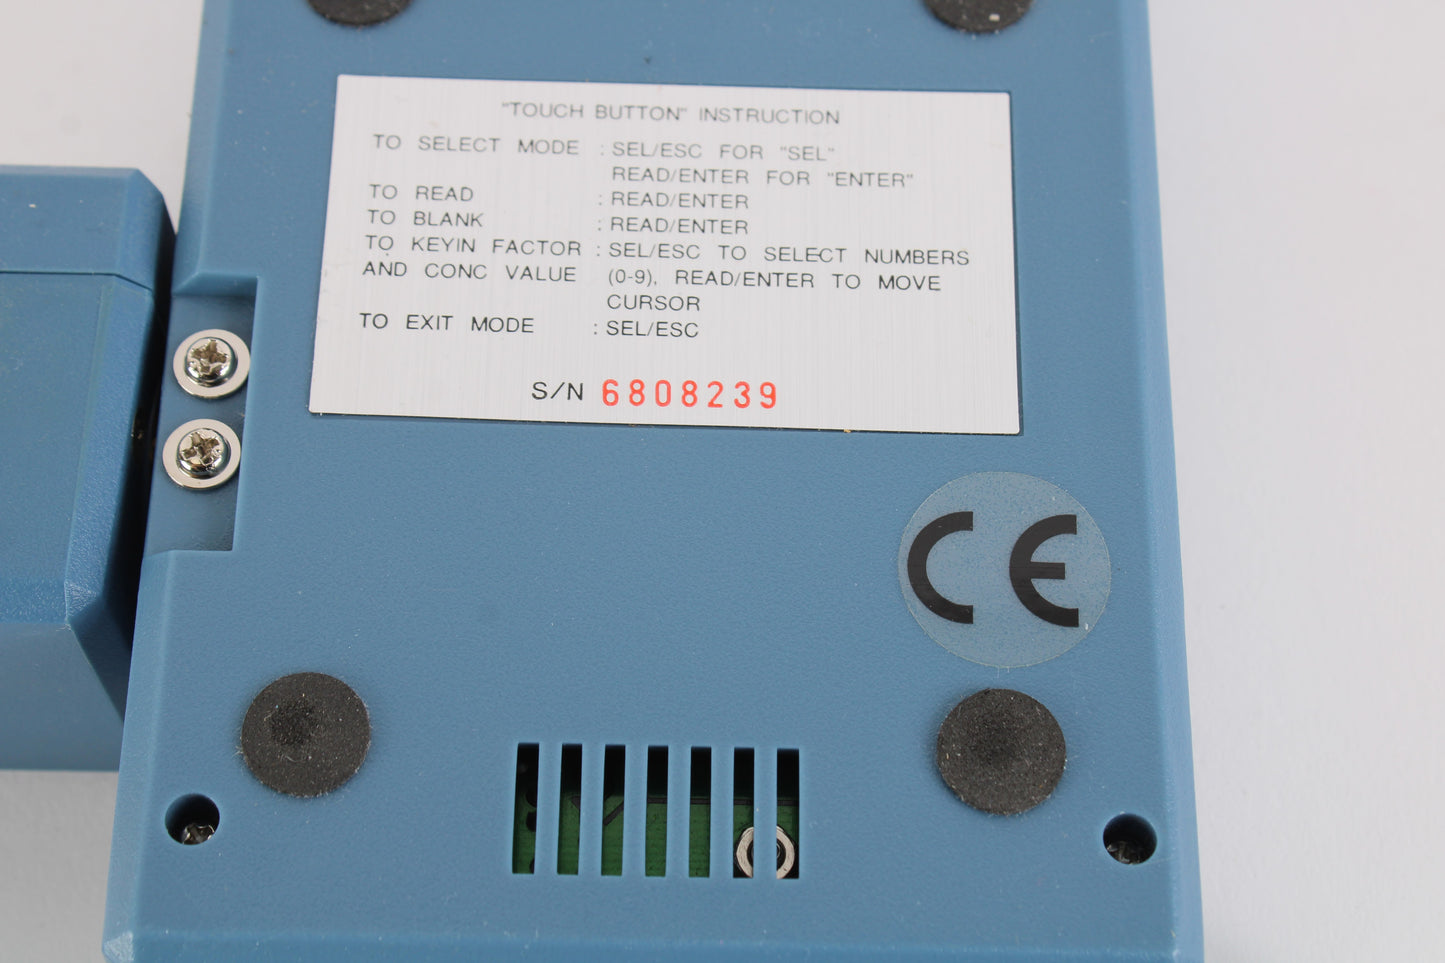 "TOUCH BUTTON" INSTRUCTION
TO SELECT MODE : SEL/ESC FOR "SEL"
READ/ENTER FOR "ENTER"
TO READ : READ/ENTER
TO BLANK : READ/ENTER
TO KEYIN FACTOR : SEL/ESC TO SELECT NUMBERS
AND CONC VALUE (0-9), READ/ENTER TO MOVE
CURSOR
TO EXIT MODE : SEL/ESC
S/N 6808239
CE